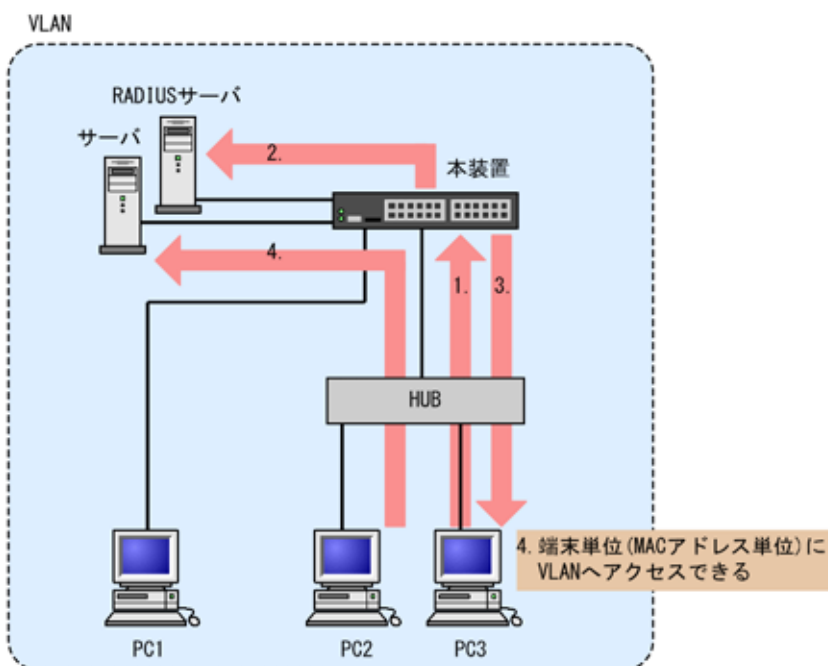 VLAN
RADIUSサーバ
サーバ
2.
本装置
4.
1.
3.
HUB
4. 端末単位(MACアドレス単位)に
VLANへアクセスできる
PC1
PC2
PC3